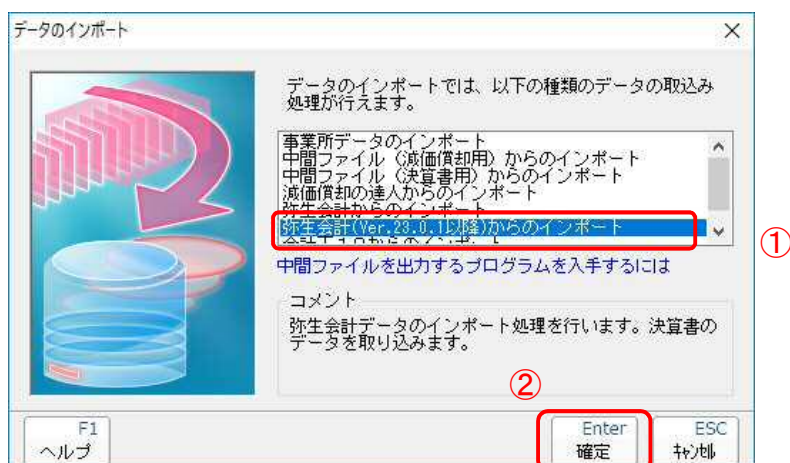 データのインポート
データのインポートでは、以下の種類のデータの取込み
処理が行えます。
事業所データのインポート
中間ファイル（減価償却用）からのインポート
中間ファイル（決算書用）からのインポート
減価償却の達人からのインポート
弥生会計からのインポート
弥生会計(Ver.23.0.1以降)からのインポート
①
中間ファイルを出力するプログラムを入手するには
コメント
弥生会計データのインポート処理を行います。決算書の
データを取り込みます。
②
F1
ヘルプ
Enter
確定
ESC
ｷｬﾝｾﾙ